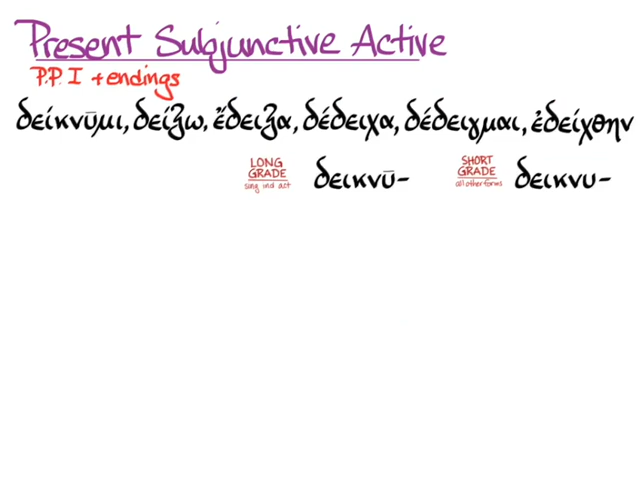 Present Subjunctive Active
P.P. I + endings
δείκνῡμι, δείξω, ἔδειξα, δέδειχα, δέδειγμαι, ἐδείχθην
LONG GRADE sing ind act δεικνῡ- SHORT GRADE all other forms δεικνυ-